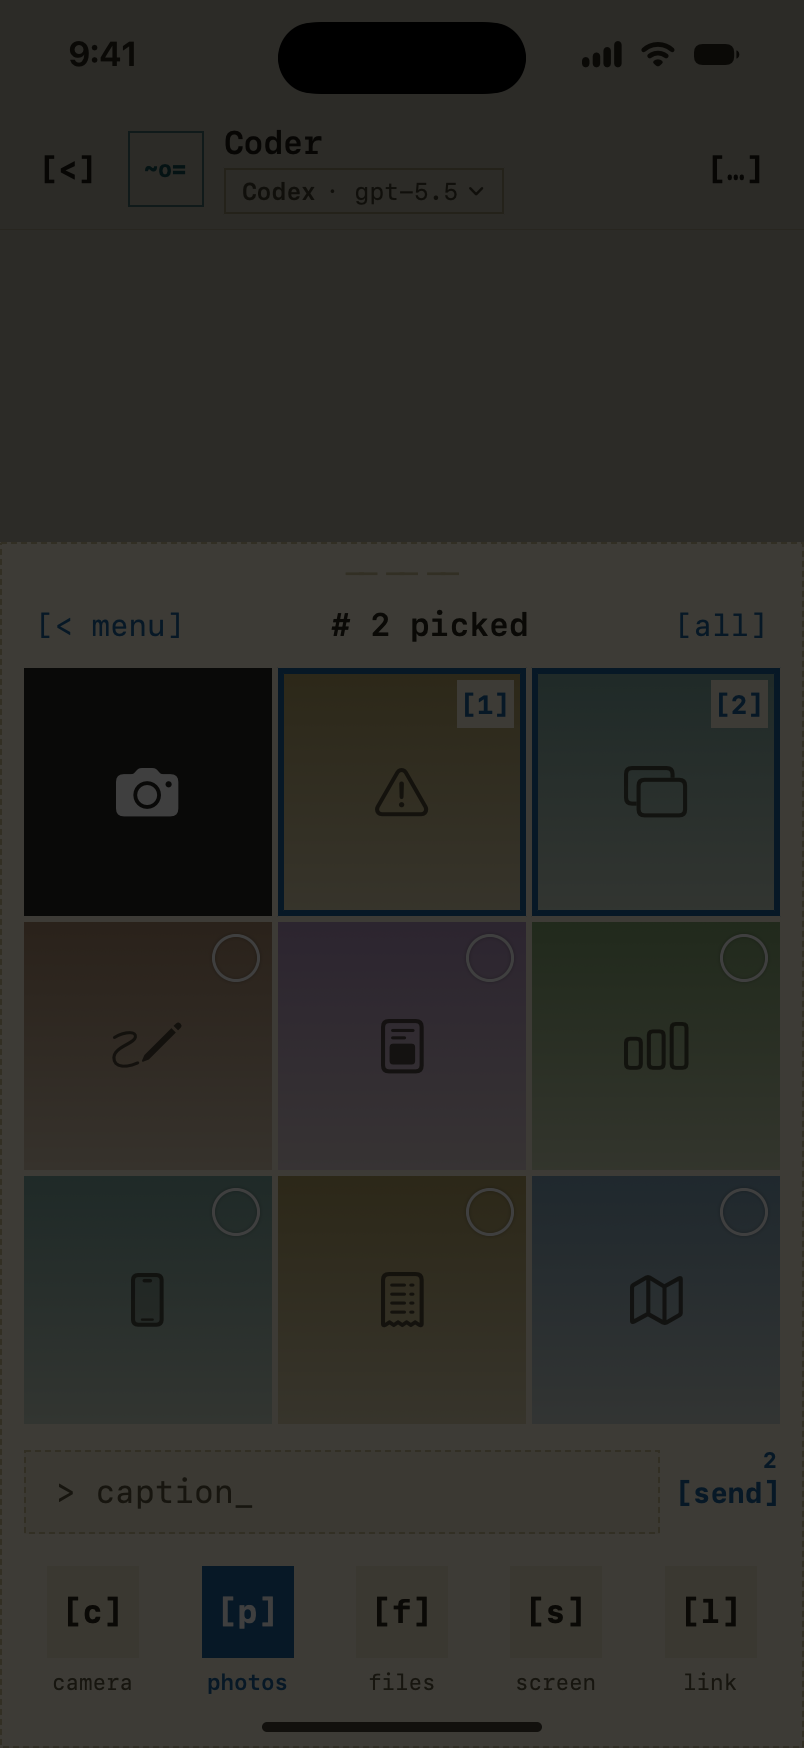 9:41
[<]
~o=
Coder
Codex · gpt-5.5
[…]
[< menu]
# 2 picked
[all]
[1]
[2]
> caption_
2
[send]
[c]
[p]
[f]
[s]
[l]
camera
photos
files
screen
link